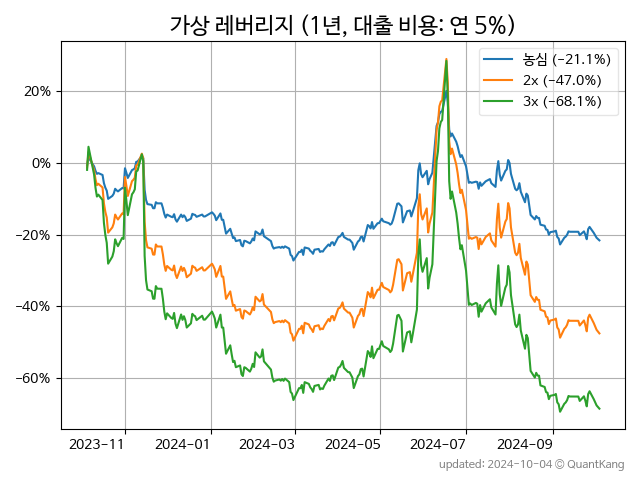 가상 레버리지 (1년, 대출 비용: 연 5%)
농심 (-21.1%)
2x (-47.0%)
3x (-68.1%)
20%
0%
-20%
-40%
-60%
2023-11
2024-01
2024-03
2024-05
2024-07
2024-09
updated: 2024-10-04 @ QuantKang